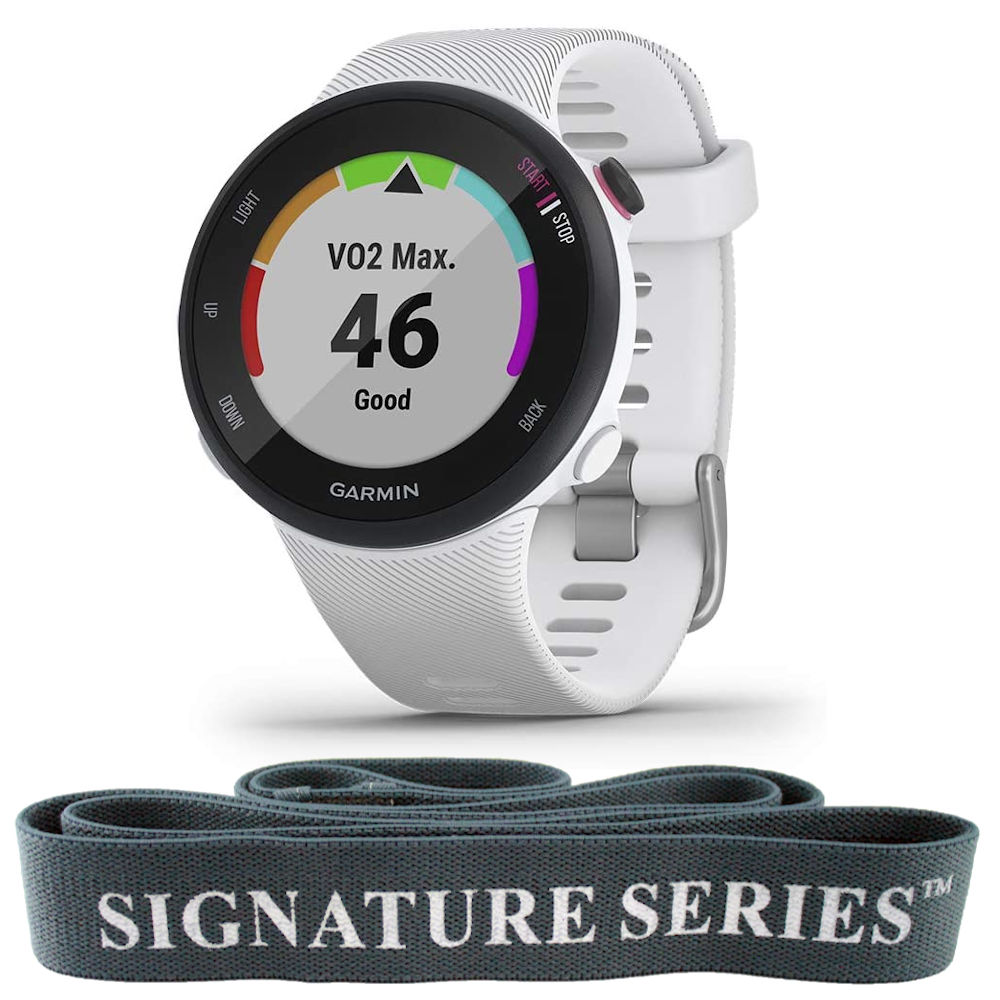 LIGHT
START
STOP
VO2 Max.
46
Good
UP
DOWN
BACK
GARMIN
SIGNATURE SERIES™